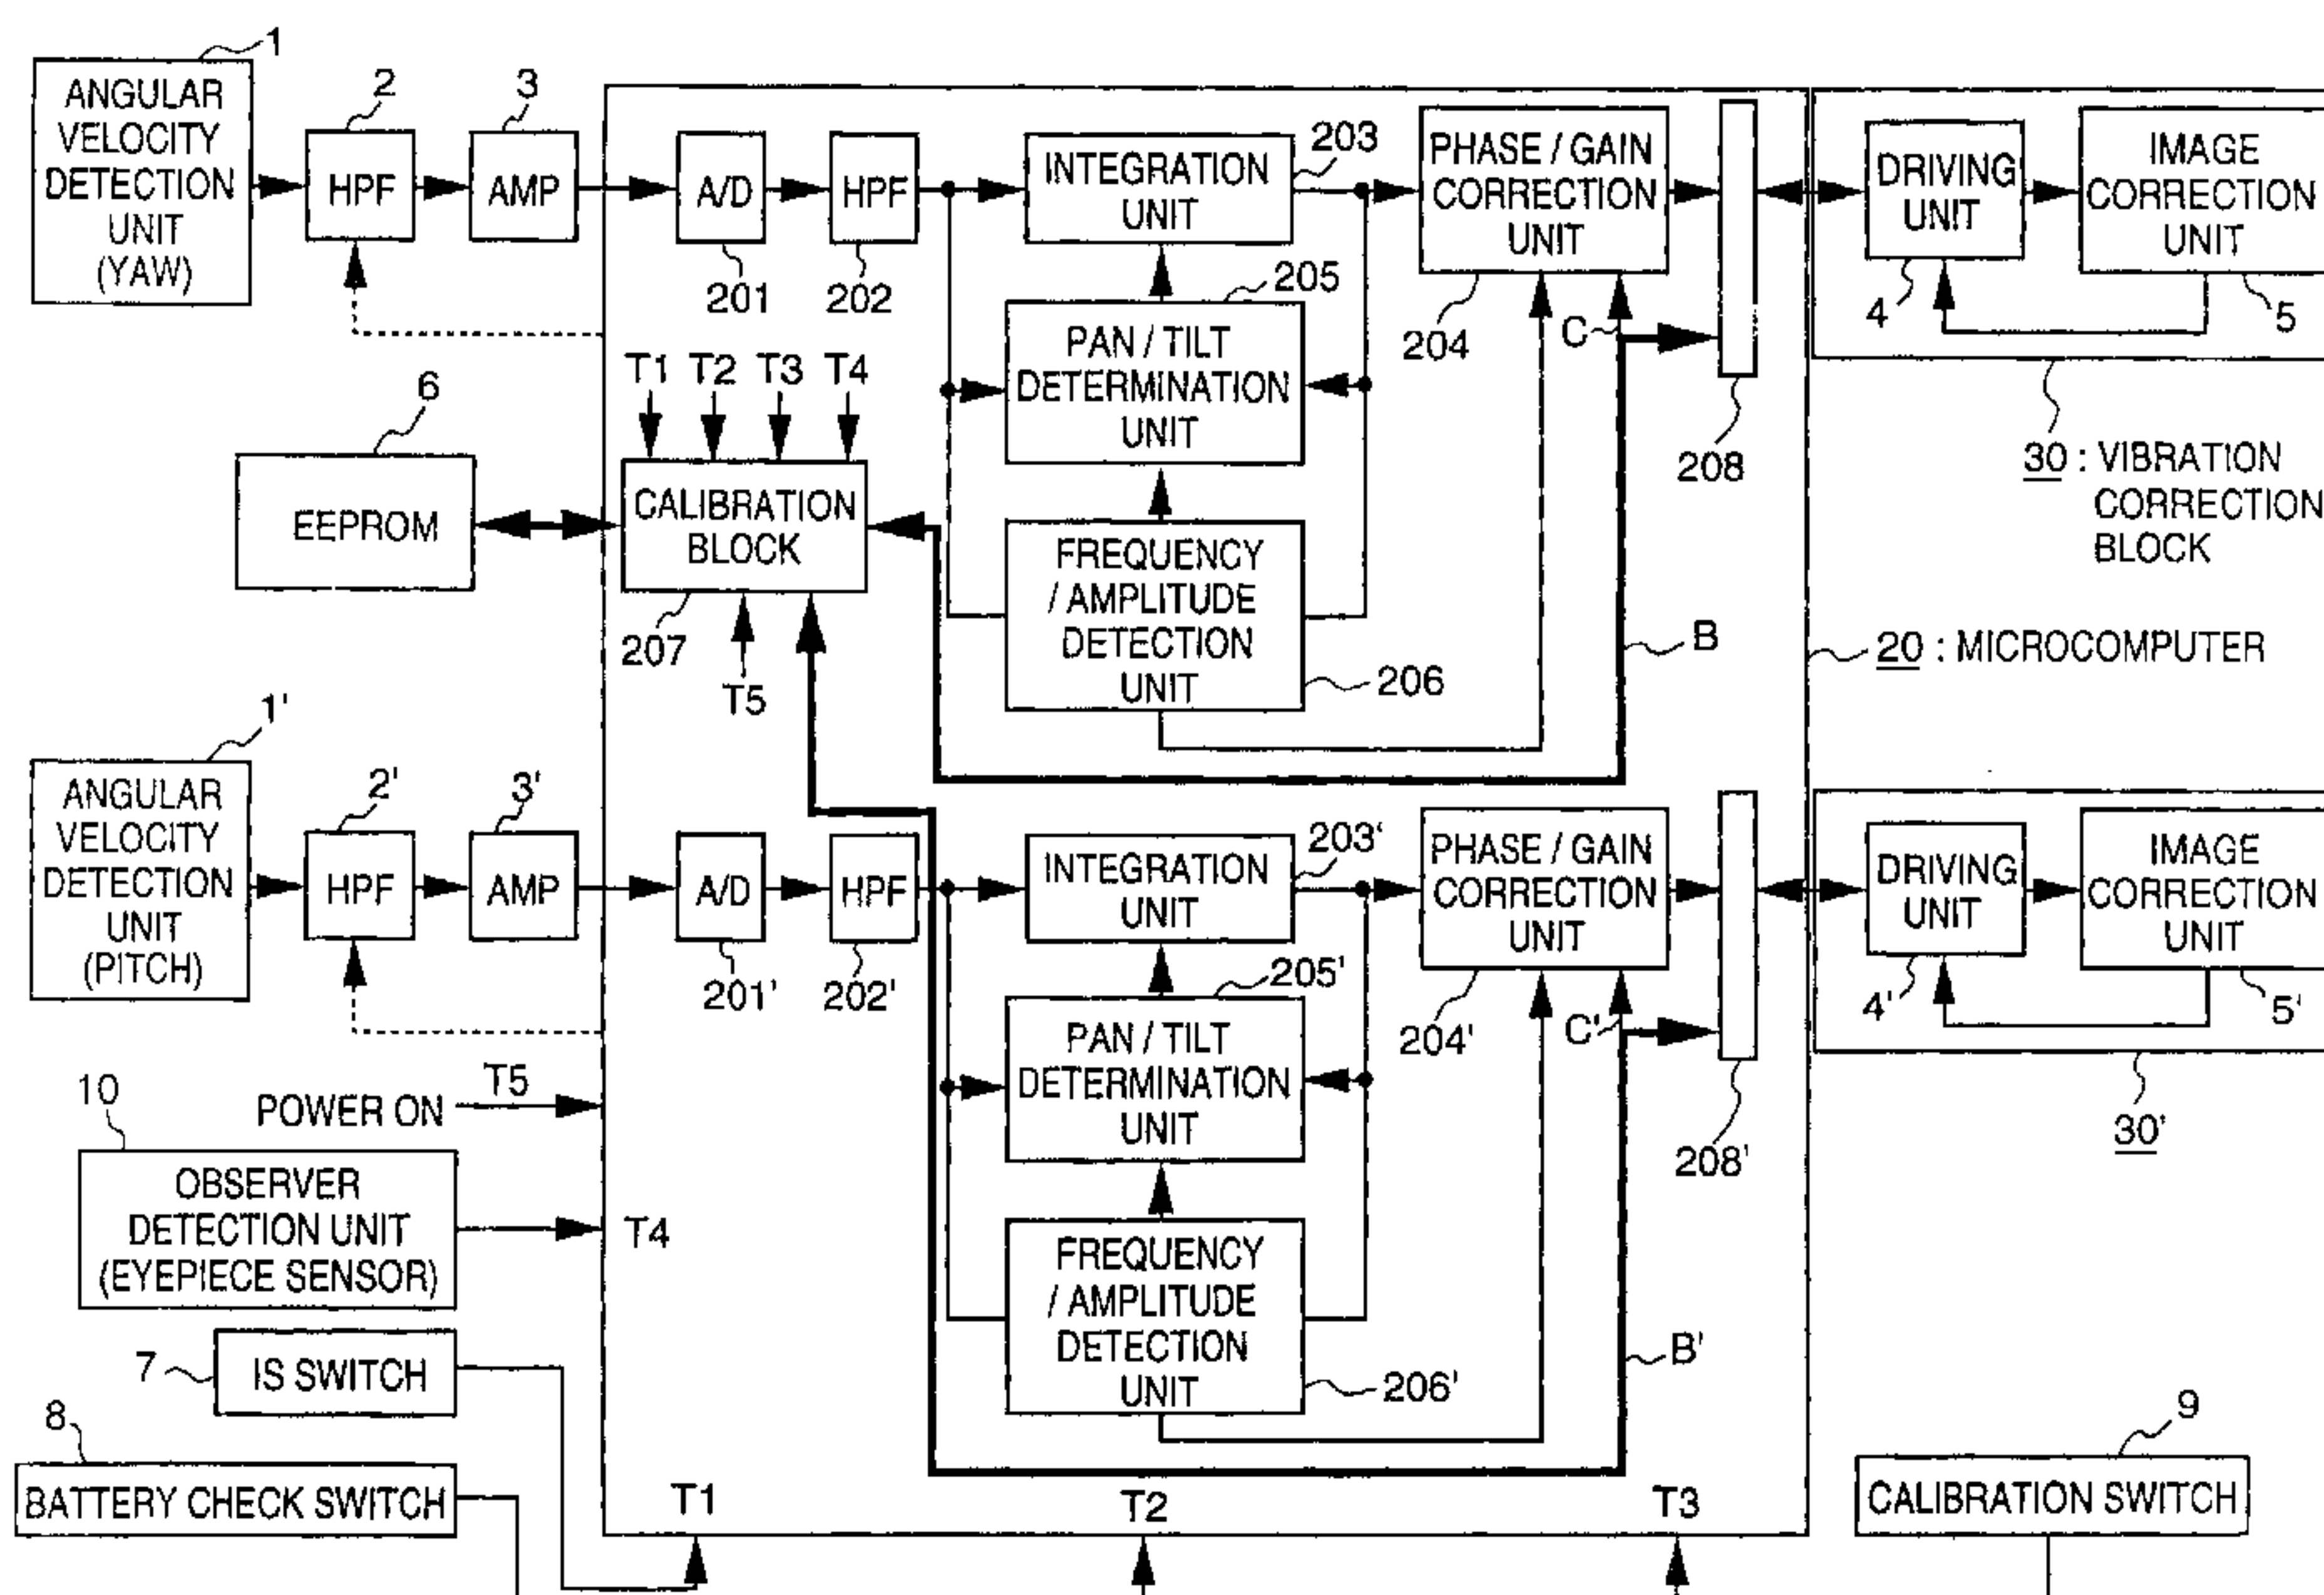 1
ANGULAR
VELOCITY
DETECTION
UNIT
(YAW)
2
HPF
3
AMP
A/D
201
HPF
202
INTEGRATION
UNIT
203
PHASE / GAIN
CORRECTION
UNIT
204
208
DRIVING
UNIT
4
IMAGE
CORRECTION
UNIT
5
30 : VIBRATION
CORRECTION
BLOCK
205
PAN / TILT
DETERMINATION
UNIT
C
T1 T2 T3 T4
6
EEPROM
CALIBRATION
BLOCK
207
T5
FREQUENCY
/ AMPLITUDE
DETECTION
UNIT
206
B
20 : MICROCOMPUTER
1'
ANGULAR
VELOCITY
DETECTION
UNIT
(PITCH)
2'
HPF
3'
AMP
A/D
201'
HPF
202'
INTEGRATION
UNIT
203'
PHASE / GAIN
CORRECTION
UNIT
204'
208'
DRIVING
UNIT
4'
IMAGE
CORRECTION
UNIT
5'
30'
205'
PAN / TILT
DETERMINATION
UNIT
C'
POWER ON
T5
10
OBSERVER
DETECTION UNIT
(EYEPIECE SENSOR)
T4
FREQUENCY
/ AMPLITUDE
DETECTION
UNIT
206'
B'
7
IS SWITCH
8
BATTERY CHECK SWITCH
T1
T2
T3
9
CALIBRATION SWITCH